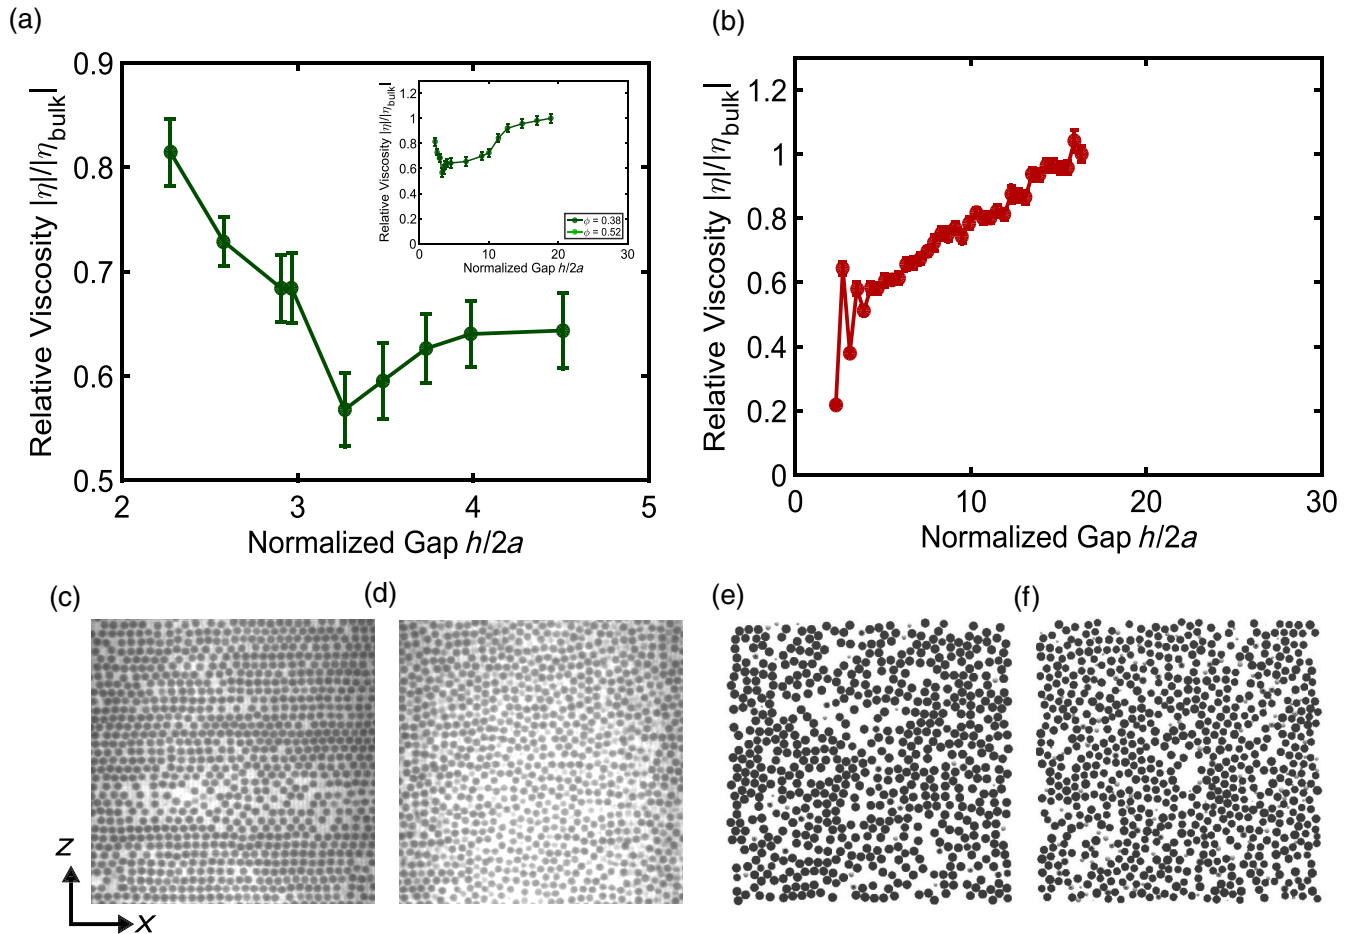 (a)
0.9
0.8
0.7
0.6
0.5
2
3
4
5
Relative Viscosity |η|/|η_bulk|
Normalized Gap h/2a
1.2
1
0.8
0.6
0.4
0.2
0
0
10
20
30
Relative Viscosity |η|/|η_bulk|
Normalized Gap h/2a
ϕ = 0.38
ϕ = 0.52
(b)
1.2
1
0.8
0.6
0.4
0.2
0
0
10
20
30
Relative Viscosity |η|/|η_bulk|
Normalized Gap h/2a
(c)
(d)
(e)
(f)
z
x